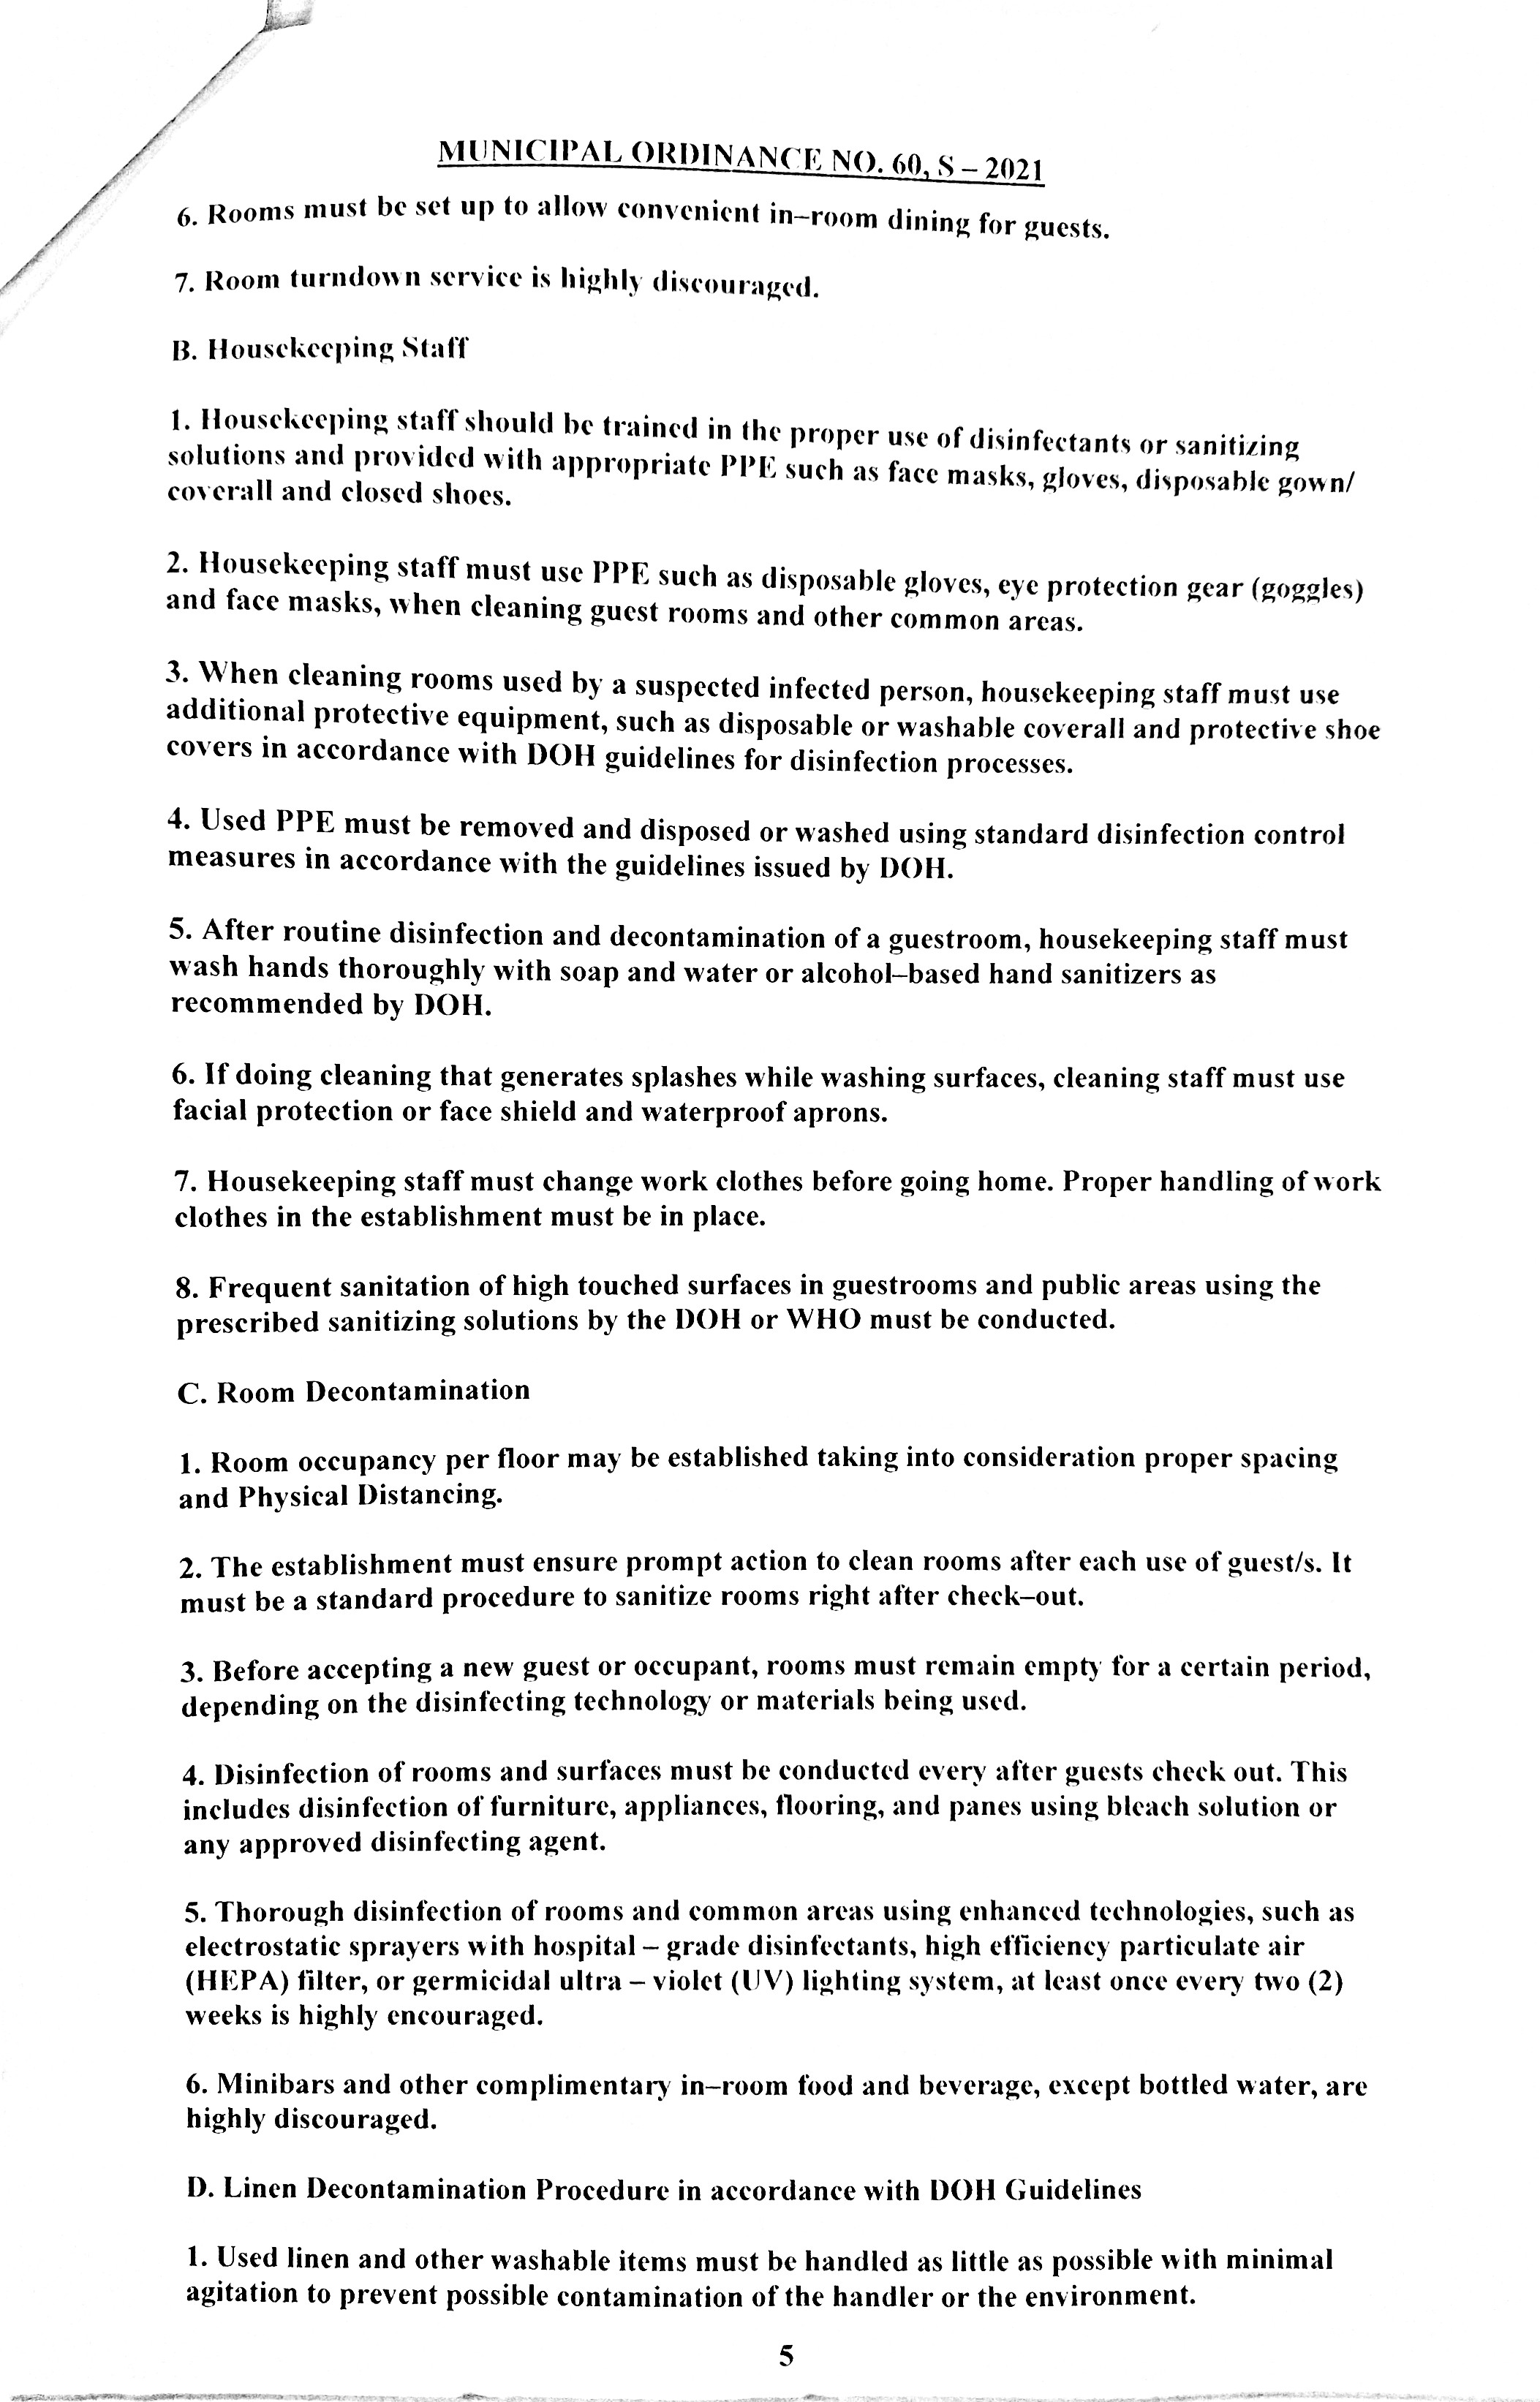 MUNICIPAL ORDINANCE NO. 60, S – 2021
6. Rooms must be set up to allow convenient in–room dining for guests.
7. Room turndown service is highly discouraged.
B. Housekeeping Staff
1. Housekeeping staff should be trained in the proper use of disinfectants or sanitizing
solutions and provided with appropriate PPE such as face masks, gloves, disposable gown/
coverall and closed shoes.
2. Housekeeping staff must use PPE such as disposable gloves, eye protection gear (goggles)
and face masks, when cleaning guest rooms and other common areas.
3. When cleaning rooms used by a suspected infected person, housekeeping staff must use
additional protective equipment, such as disposable or washable coverall and protective shoe
covers in accordance with DOH guidelines for disinfection processes.
4. Used PPE must be removed and disposed or washed using standard disinfection control
measures in accordance with the guidelines issued by DOH.
5. After routine disinfection and decontamination of a guestroom, housekeeping staff must
wash hands thoroughly with soap and water or alcohol–based hand sanitizers as
recommended by DOH.
6. If doing cleaning that generates splashes while washing surfaces, cleaning staff must use
facial protection or face shield and waterproof aprons.
7. Housekeeping staff must change work clothes before going home. Proper handling of work
clothes in the establishment must be in place.
8. Frequent sanitation of high touched surfaces in guestrooms and public areas using the
prescribed sanitizing solutions by the DOH or WHO must be conducted.
C. Room Decontamination
1. Room occupancy per floor may be established taking into consideration proper spacing
and Physical Distancing.
2. The establishment must ensure prompt action to clean rooms after each use of guest/s. It
must be a standard procedure to sanitize rooms right after check–out.
3. Before accepting a new guest or occupant, rooms must remain empty for a certain period,
depending on the disinfecting technology or materials being used.
4. Disinfection of rooms and surfaces must be conducted every after guests check out. This
includes disinfection of furniture, appliances, flooring, and panes using bleach solution or
any approved disinfecting agent.
5. Thorough disinfection of rooms and common areas using enhanced technologies, such as
electrostatic sprayers with hospital – grade disinfectants, high efficiency particulate air
(HEPA) filter, or germicidal ultra – violet (UV) lighting system, at least once every two (2)
weeks is highly encouraged.
6. Minibars and other complimentary in–room food and beverage, except bottled water, are
highly discouraged.
D. Linen Decontamination Procedure in accordance with DOH Guidelines
1. Used linen and other washable items must be handled as little as possible with minimal
agitation to prevent possible contamination of the handler or the environment.
5